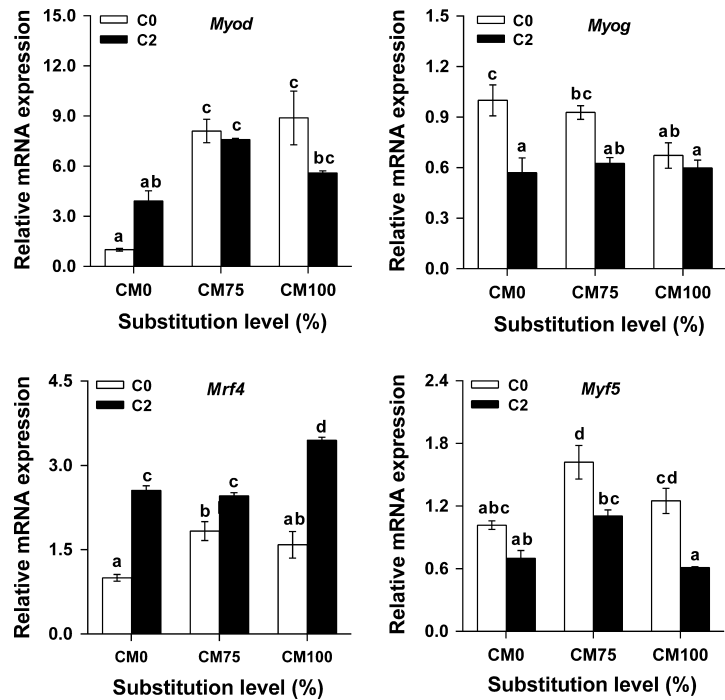 Myod
C0
C2
Relative mRNA expression
15.0
12.0
9.0
6.0
3.0
0.0
a
ab
c
c
c
bc
CM0
CM75
CM100
Substitution level (%)
Myog
C0
C2
Relative mRNA expression
1.5
1.2
0.9
0.6
0.3
0.0
c
a
bc
ab
ab
a
CM0
CM75
CM100
Substitution level (%)
Mrf4
C0
C2
Relative mRNA expression
4.5
3.0
1.5
0.0
a
c
b
c
ab
d
CM0
CM75
CM100
Substitution level (%)
Myf5
C0
C2
Relative mRNA expression
2.4
1.8
1.2
0.6
0.0
abc
ab
d
bc
cd
a
CM0
CM75
CM100
Substitution level (%)